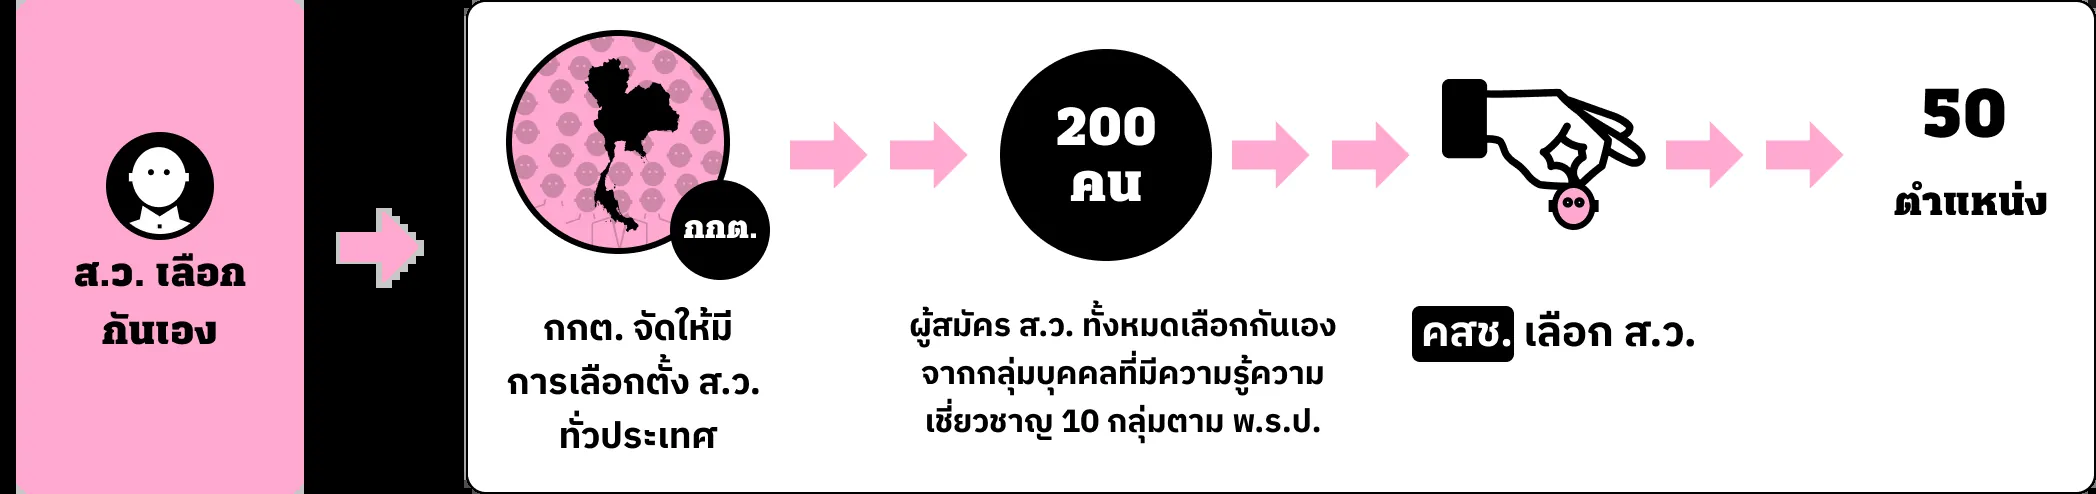 ส.ว. เลือก
กันเอง
กกต.
กกต. จัดให้มี
การเลือกตั้ง ส.ว.
ทั่วประเทศ
200
คน
ผู้สมัคร ส.ว. ทั้งหมดเลือกกันเอง
จากกลุ่มบุคคลที่มีความรู้ความ
เชี่ยวชาญ 10 กลุ่มตาม พ.ร.ป.
คสช. เลือก ส.ว.
50
ตำแหน่ง